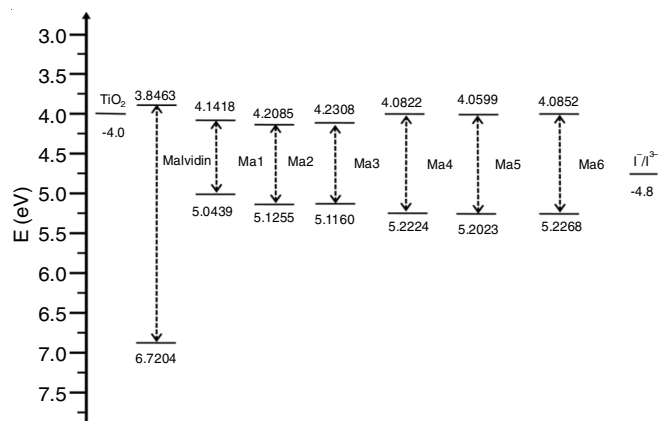 E (eV)
3.0
3.5
4.0
4.5
5.0
5.5
6.0
6.5
7.0
7.5
TiO₂
-4.0
3.8463
Malvidin
6.7204
4.1418
Ma1
5.0439
4.2085
Ma2
5.1255
4.2308
Ma3
5.1160
4.0822
Ma4
5.2224
4.0599
Ma5
5.2023
4.0852
Ma6
5.2268
I⁻/I³⁻
-4.8